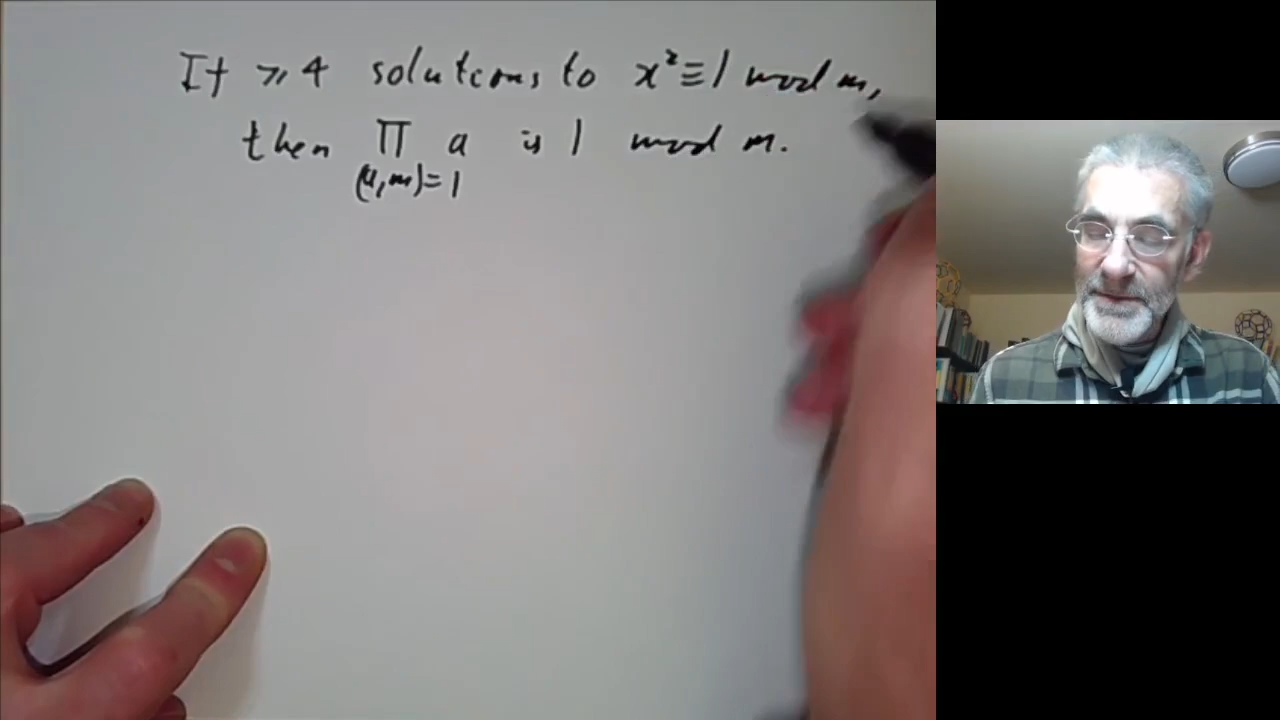 If ⩾ 4 solutions to x² ≡ 1 mod m,
then ∏ a is 1 mod m.
(a,m)=1